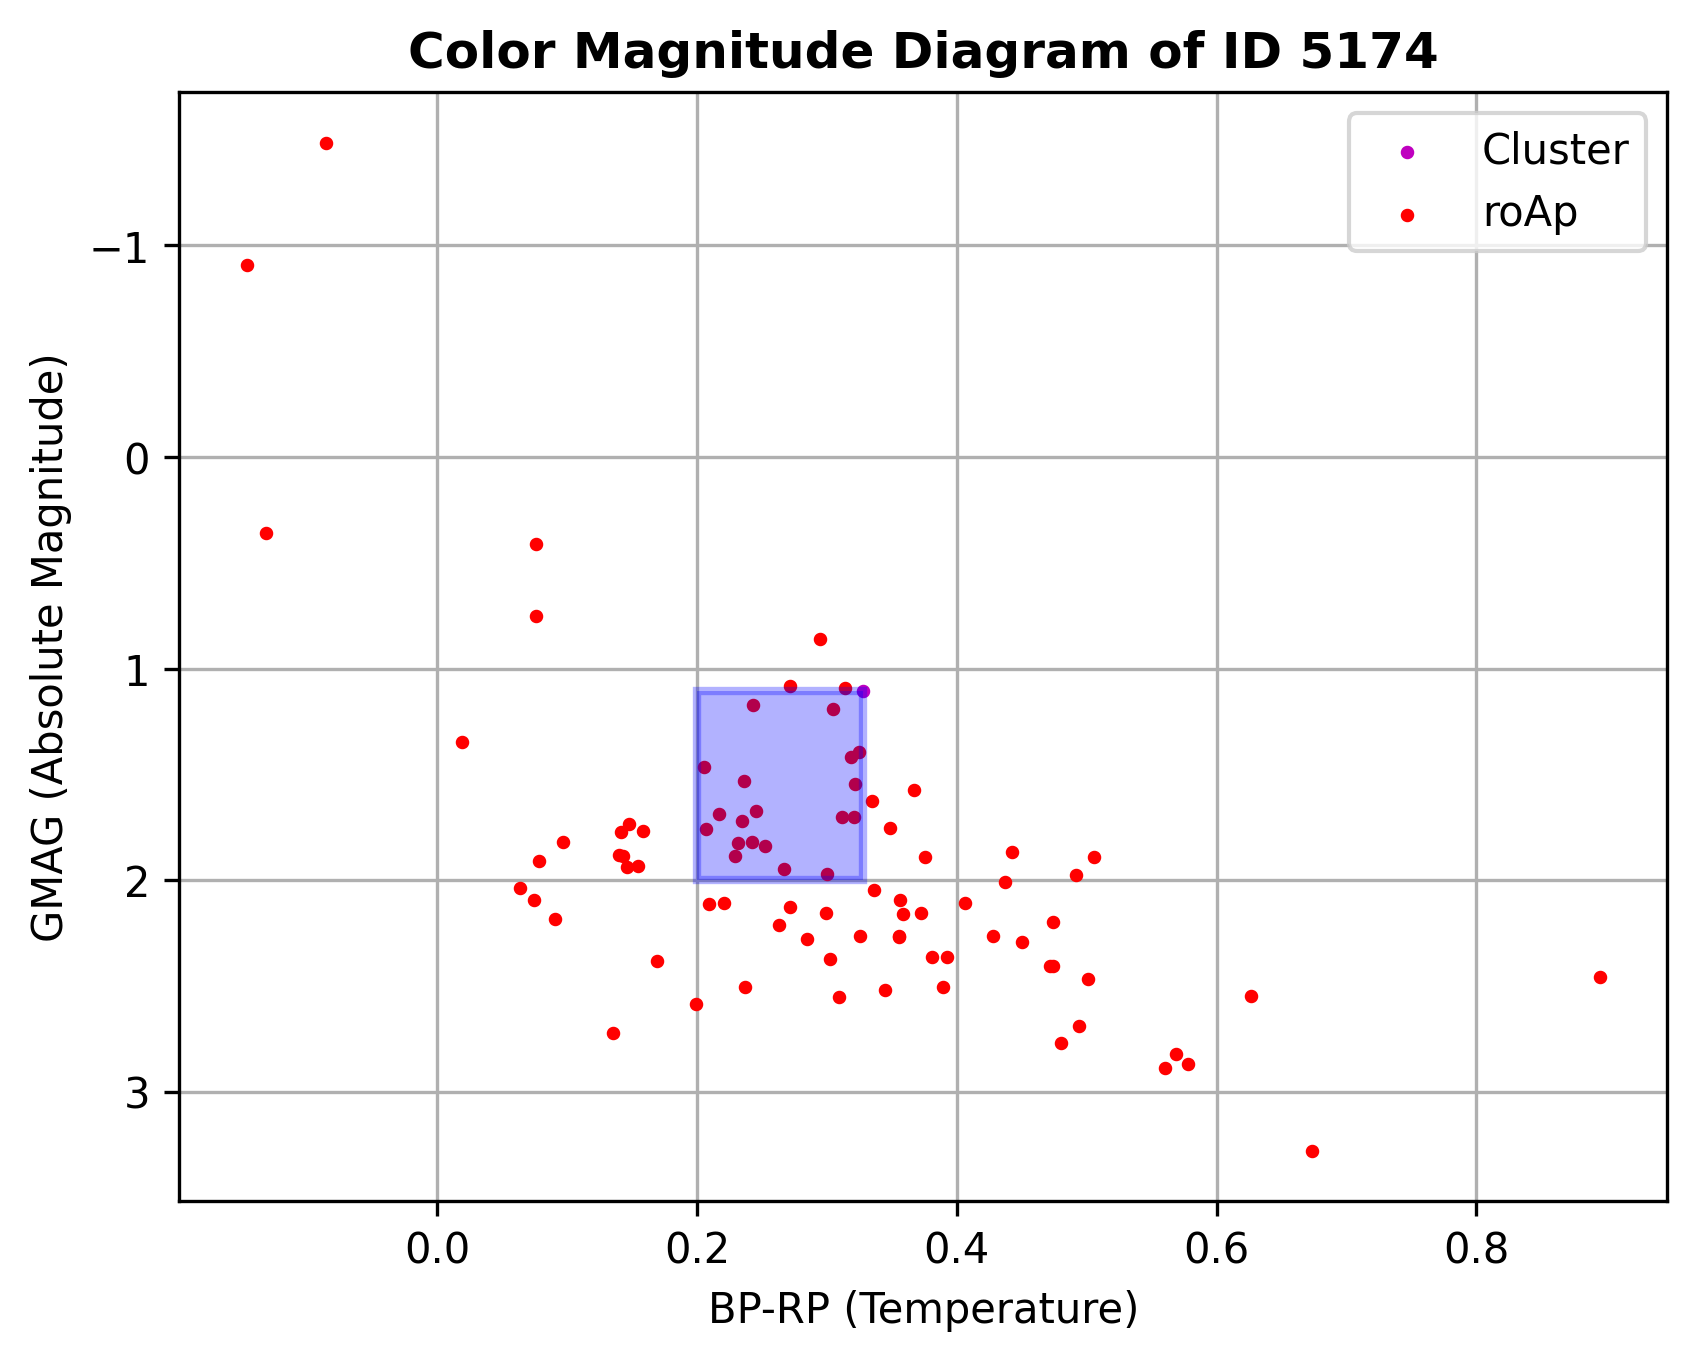 Color Magnitude Diagram of ID 5174
Cluster
roAp
−1
0
1
2
3
GMAG (Absolute Magnitude)
0.0 0.2 0.4 0.6 0.8
BP-RP (Temperature)